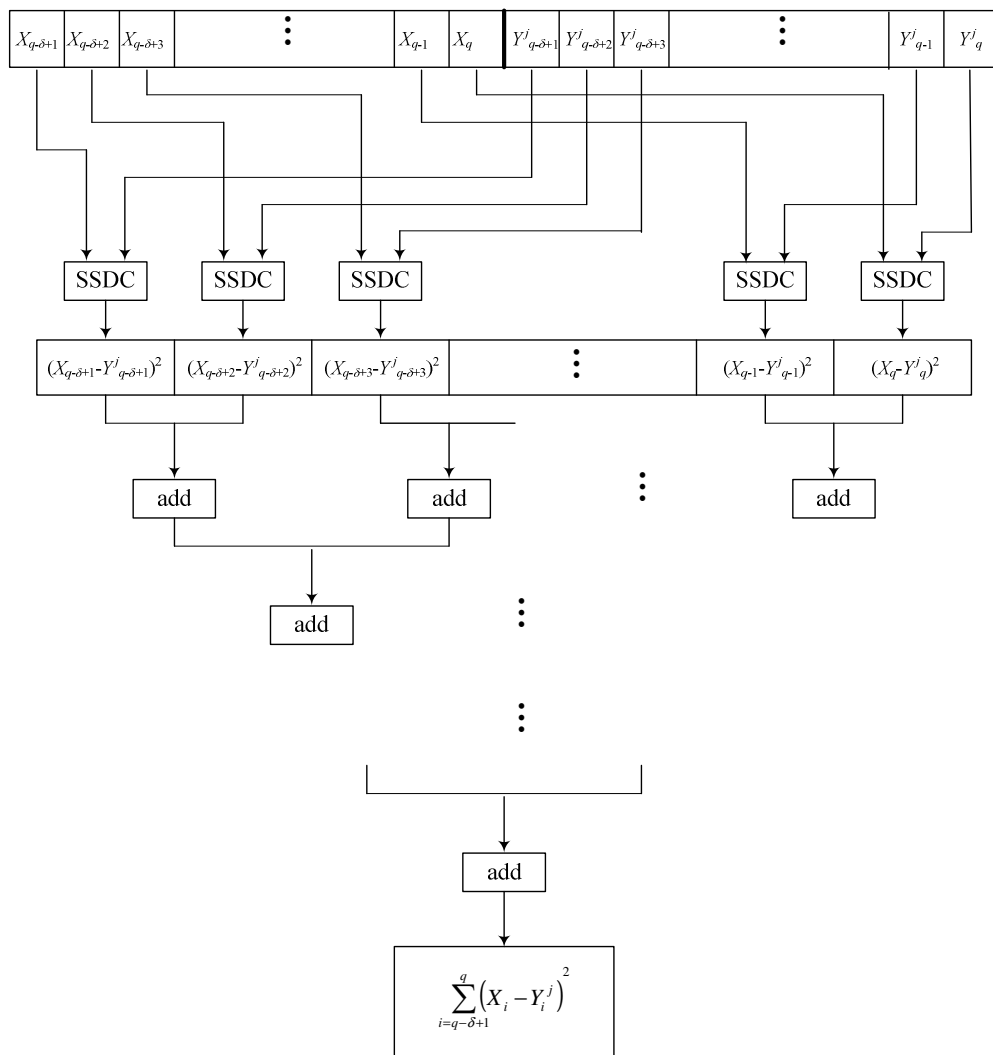 X_{q-δ+1} X_{q-δ+2} X_{q-δ+3} ⋮ X_{q-1} X_q Y^j_{q-δ+1} Y^j_{q-δ+2} Y^j_{q-δ+3} ⋮ Y^j_{q-1} Y^j_q
SSDC SSDC SSDC SSDC SSDC
(X_{q-δ+1}-Y^j_{q-δ+1})^2 (X_{q-δ+2}-Y^j_{q-δ+2})^2 (X_{q-δ+3}-Y^j_{q-δ+3})^2 ⋮ (X_{q-1}-Y^j_{q-1})^2 (X_q-Y^j_q)^2
add add ⋮ add
add ⋮
⋮
add
\sum_{i=q-δ+1}^{q} (X_i - Y_i^j)^2